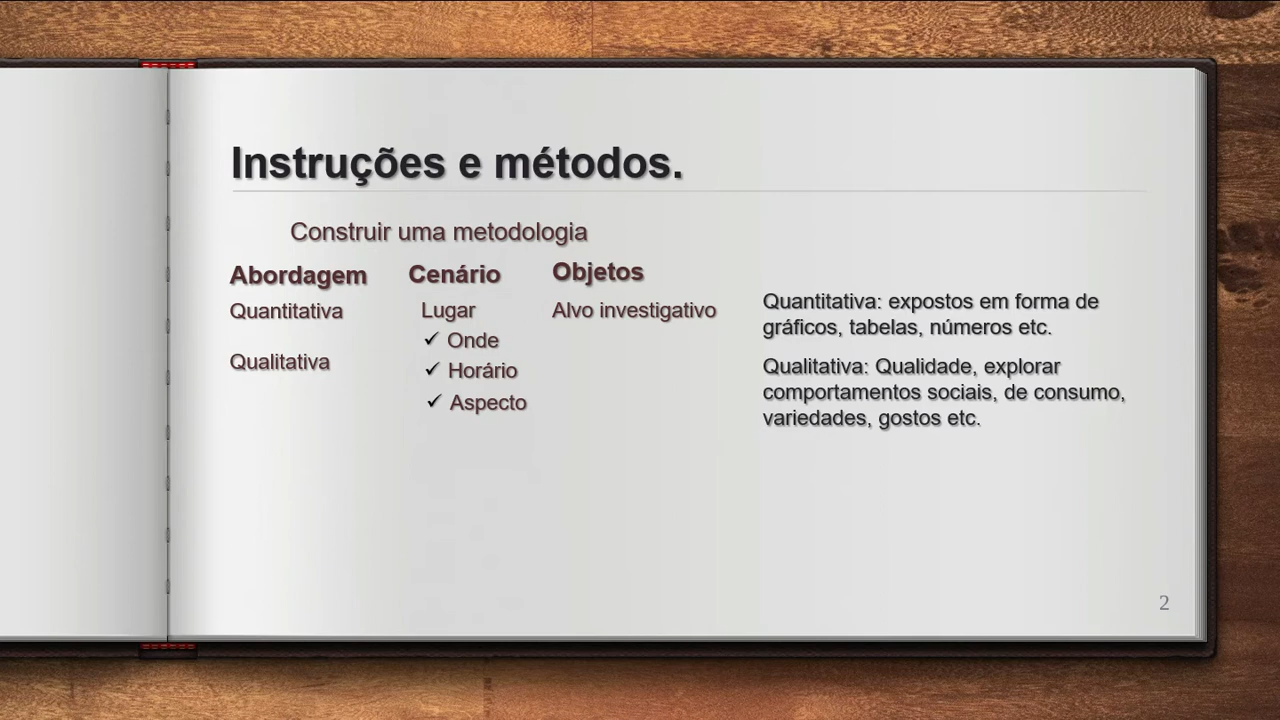 Instruções e métodos.
Construir uma metodologia
Abordagem
Quantitativa
Qualitativa
Cenário
Lugar
✓ Onde
✓ Horário
✓ Aspecto
Objetos
Alvo investigativo
Quantitativa: expostos em forma de
gráficos, tabelas, números etc.
Qualitativa: Qualidade, explorar
comportamentos sociais, de consumo,
variedades, gostos etc.
2